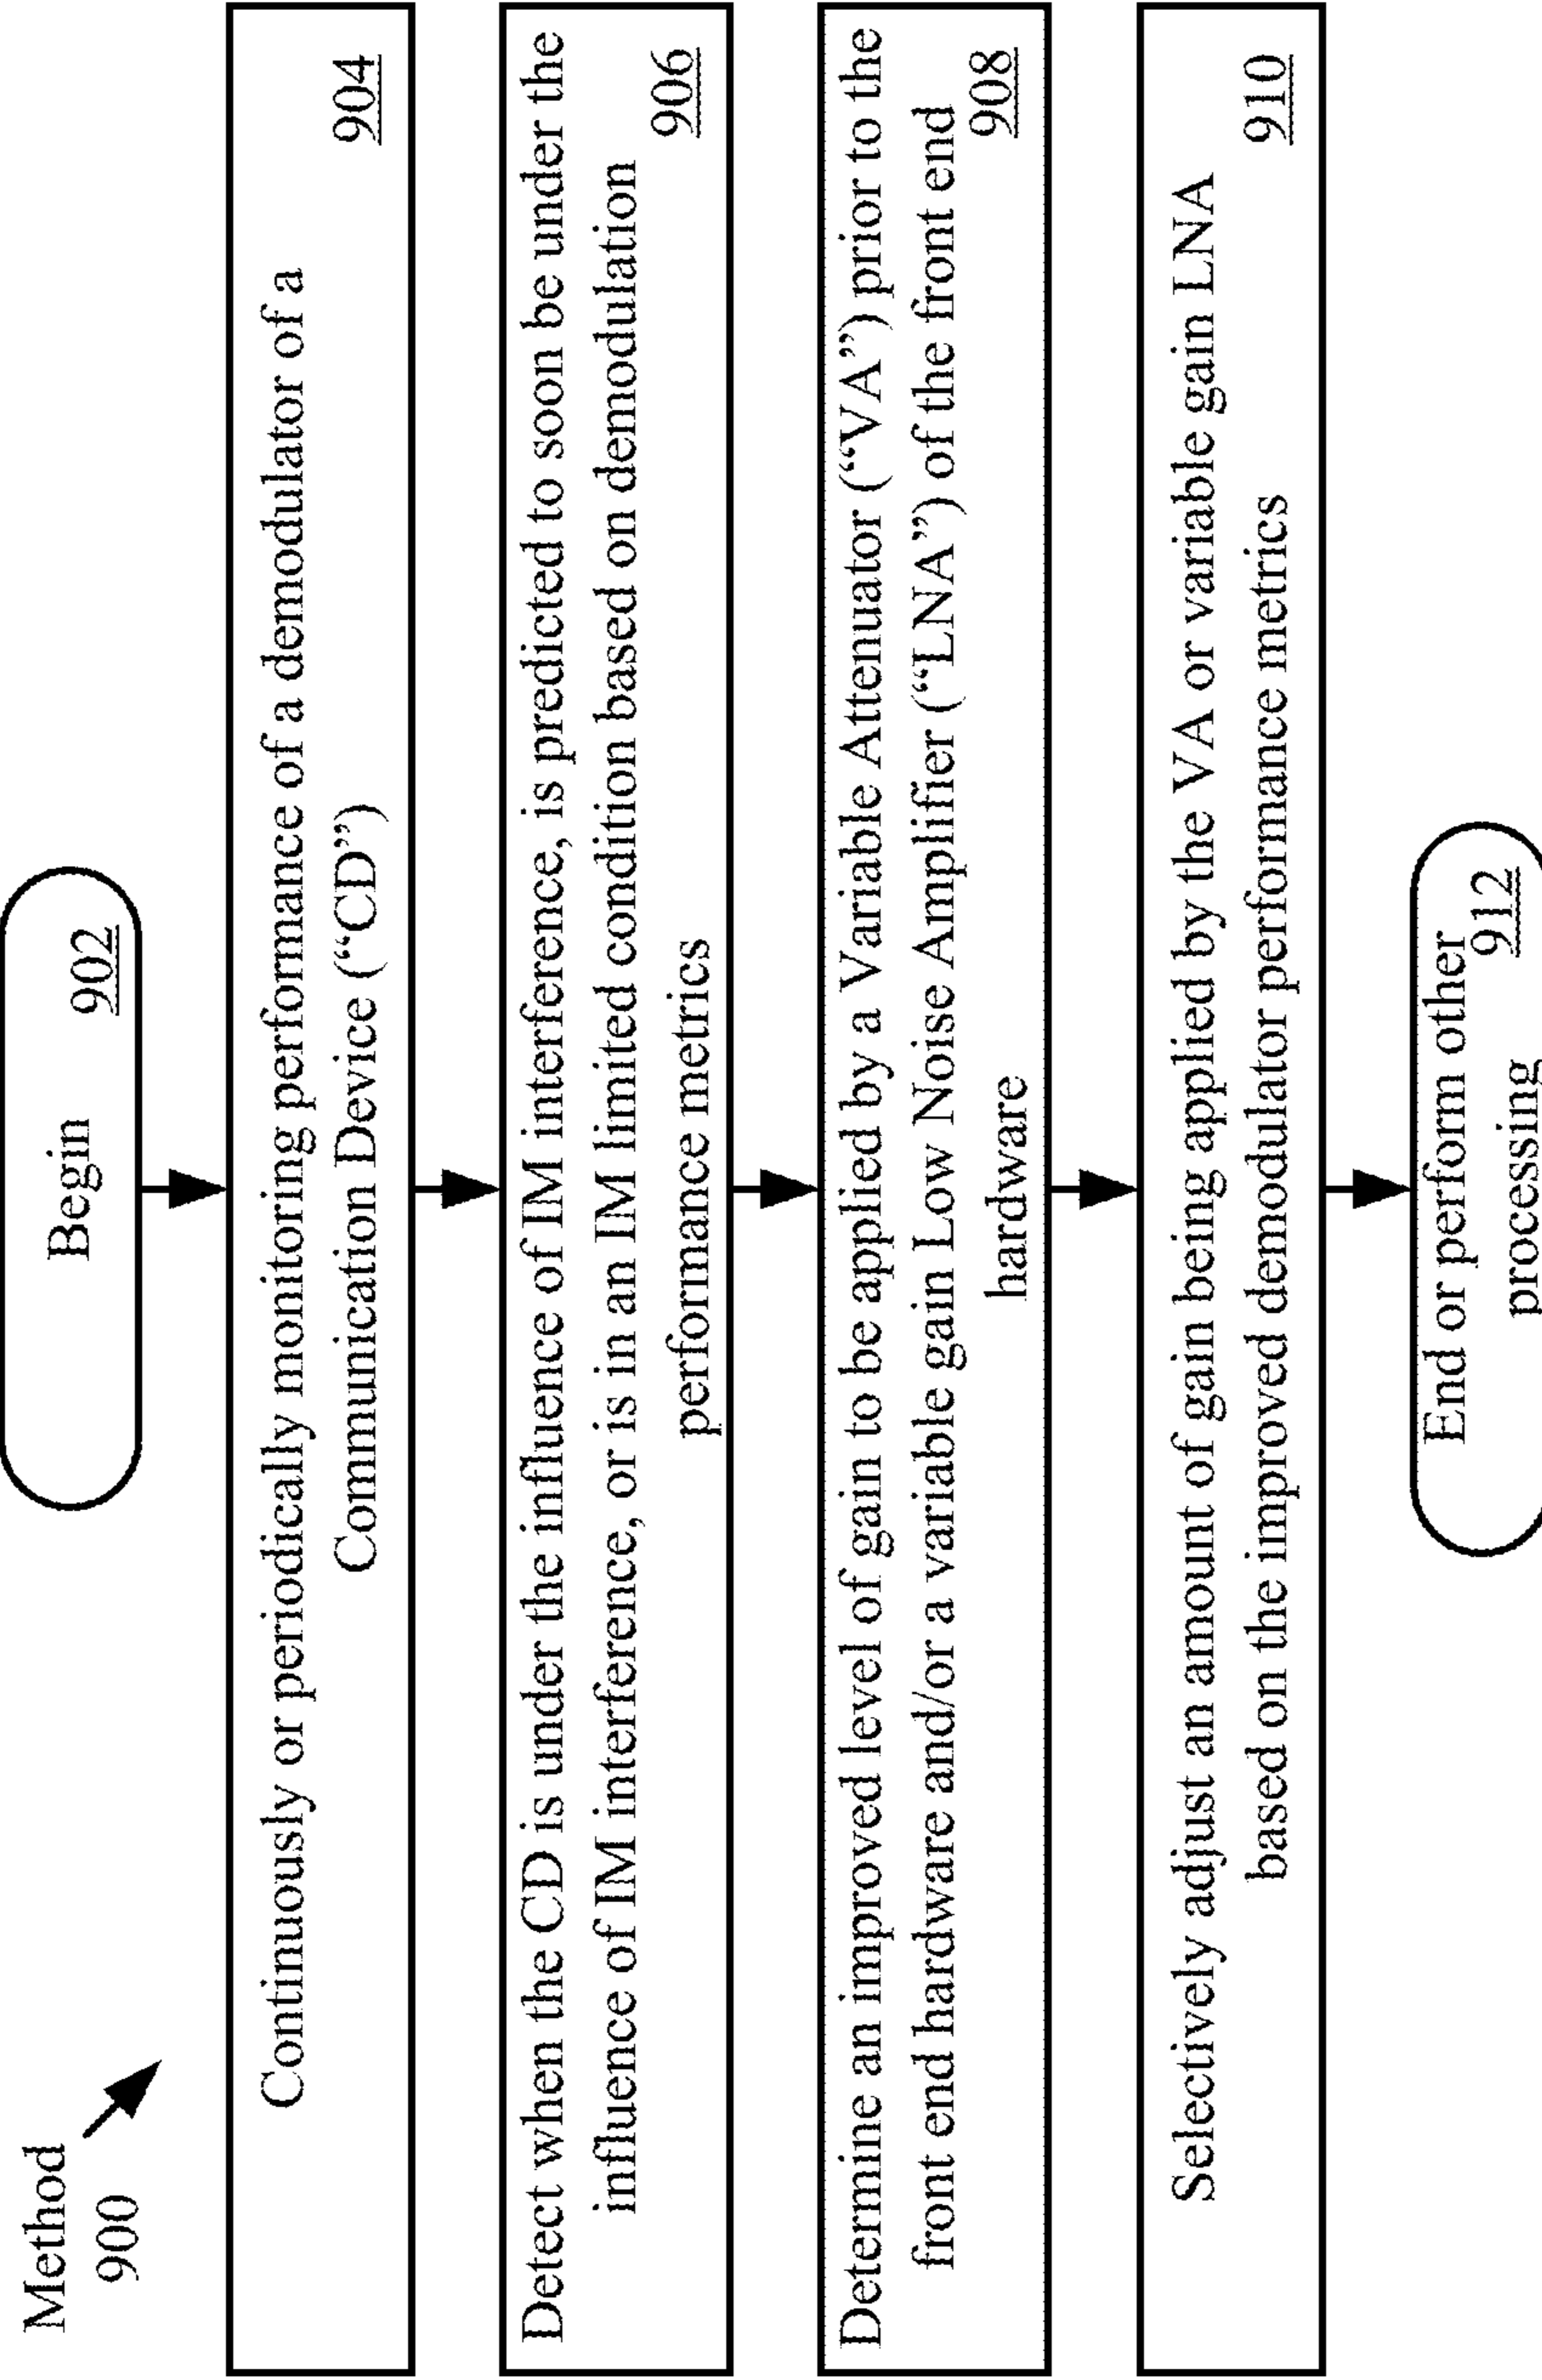 Method
900
Begin
902
Continuously or periodically monitoring performance of a demodulator of a
Communication Device (“CD”)
904
Detect when the CD is under the influence of IM interference, is predicted to soon be under the
influence of IM interference, or is in an IM limited condition based on demodulation
performance metrics
906
Determine an improved level of gain to be applied by a Variable Attenuator (“VA”) prior to the
front end hardware and/or a variable gain Low Noise Amplifier (“LNA”) of the front end
hardware
908
Selectively adjust an amount of gain being applied by the VA or variable gain LNA
based on the improved demodulator performance metrics
910
End or perform other
processing
912